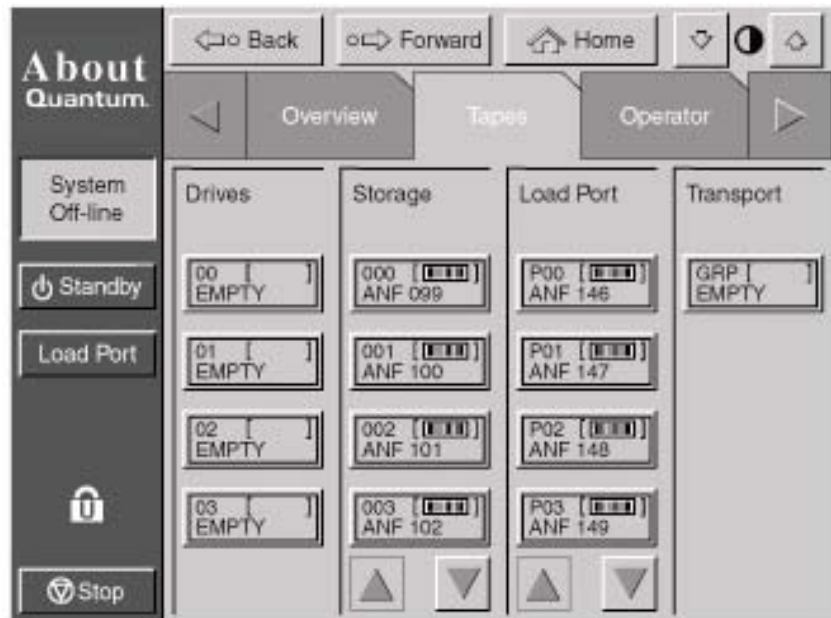 About
Quantum.
Back
Forward
Home
Overview
Tapes
Operator
System
Off-line
Standby
Load Port
U
Stop
Drives
00 [ ]
EMPTY
01 [ ]
EMPTY
02 [ ]
EMPTY
03 [ ]
EMPTY
Storage
000 [ ]
ANF 099
001 [ ]
ANF 100
002 [ ]
ANF 101
003 [ ]
ANF 102
Load Port
P00 [ ]
ANF 146
P01 [ ]
ANF 147
P02 [ ]
ANF 148
P03 [ ]
ANF 149
Transport
GRP [ ]
EMPTY